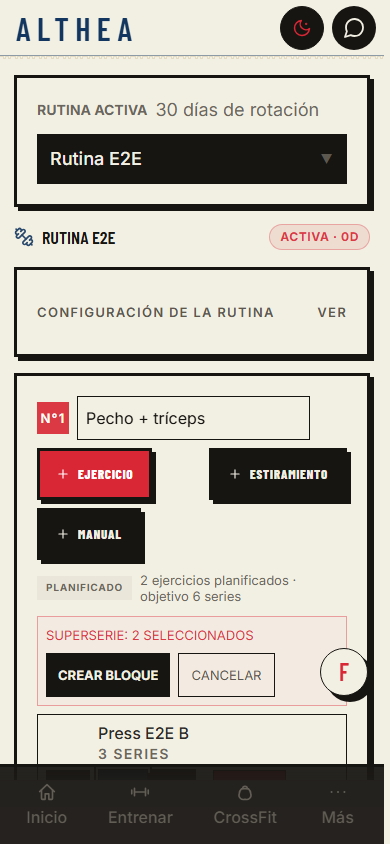 ALTHEA
RUTINA ACTIVA 30 días de rotación
Rutina E2E
RUTINA E2E
ACTIVA · 0D
CONFIGURACIÓN DE LA RUTINA VER
Nº1 Pecho + tríceps
+ EJERCICIO
+ ESTIRAMIENTO
+ MANUAL
PLANIFICADO
2 ejercicios planificados ·
objetivo 6 series
SUPERSERIE: 2 SELECCIONADOS
CREAR BLOQUE CANCELAR
F
Press E2E B
3 SERIES
Inicio Entrenar CrossFit Más